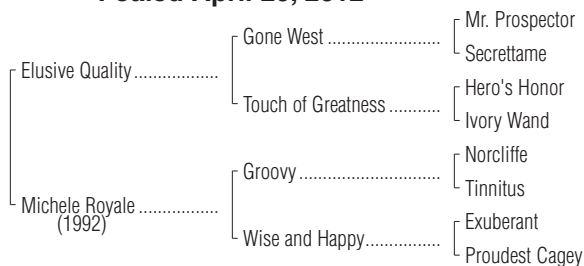 Foaled April 20, 2012
Mr. Prospector
Gone West
Secrettame
Elusive Quality
Hero's Honor
Touch of Greatness
Ivory Wand
Norcliffe
Groovy
Tinnitus
Michele Royale
(1992)
Exuberant
Wise and Happy
Proudest Cagey